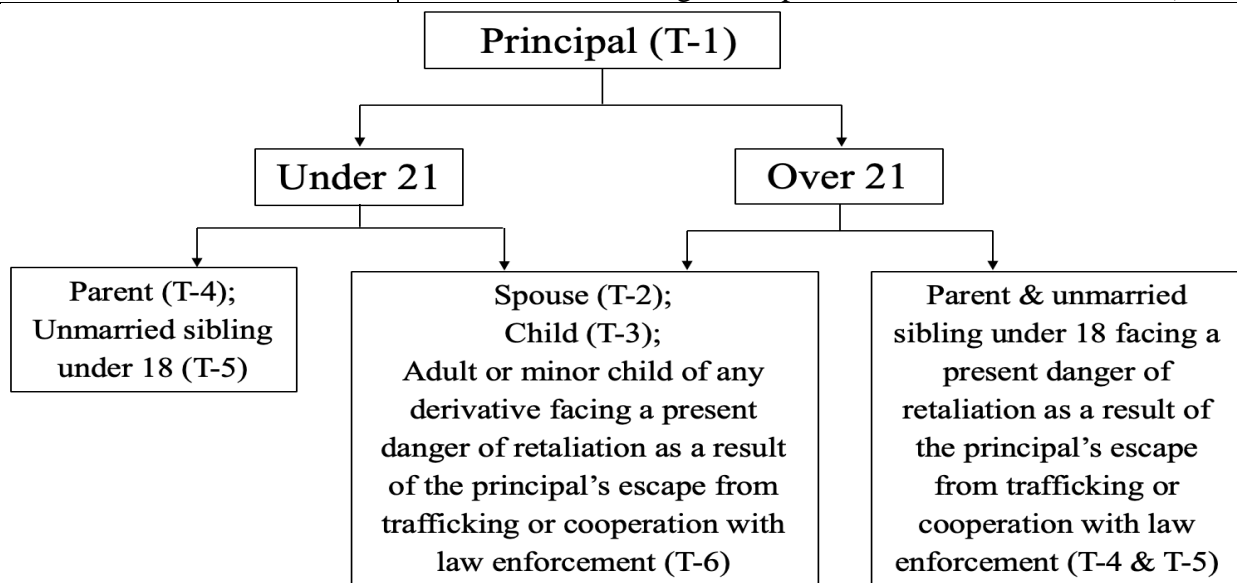 Principal (T-1)
Under 21
Over 21
Parent (T-4);
Unmarried sibling
under 18 (T-5)
Spouse (T-2);
Child (T-3);
Adult or minor child of any
derivative facing a present
danger of retaliation as a result
of the principal’s escape from
trafficking or cooperation with
law enforcement (T-6)
Parent & unmarried
sibling under 18 facing a
present danger of
retaliation as a result of
the principal’s escape
from trafficking or
cooperation with law
enforcement (T-4 & T-5)